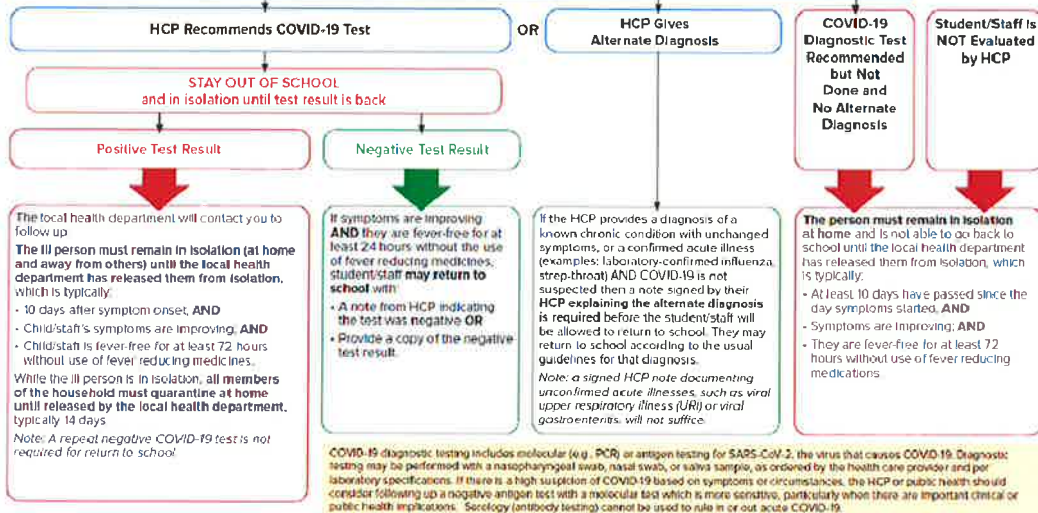 HCP Recommends COVID-19 Test
OR
HCP Gives
Alternate Diagnosis
COVID-19
Diagnostic Test
Recommended
but Not
Done and
No Alternate
Diagnosis
Student/Staff Is
NOT Evaluated
by HCP
STAY OUT OF SCHOOL
and in isolation until test result is back
Positive Test Result
Negative Test Result
The local health department will contact you to
follow up
The ill person must remain in isolation (at home
and away from others) until the local health
department has released them from isolation,
which is typically:
• 10 days after symptom onset, AND
• Child/staff's symptoms are improving, AND
• Child/staff is fever-free for at least 72 hours
without use of fever reducing medicines.
While the ill person is in isolation, all members
of the household must quarantine at home
until released by the local health department,
typically 14 days
Note: A repeat negative COVID-19 test is not
required for return to school
If symptoms are improving
AND they are fever-free for at
least 24 hours without the use
of fever reducing medicines,
student/staff may return to
school with:
• A note from HCP indicating
the test was negative OR
• Provide a copy of the negative
test result.
If the HCP provides a diagnosis of a
known chronic condition with unchanged
symptoms, or a confirmed acute illness
(examples: laboratory-confirmed influenza,
strep-throat) AND COVID-19 is not
suspected then a note signed by their
HCP explaining the alternate diagnosis
is required before the student/staff will
be allowed to return to school. They may
return to school according to the usual
guidelines for that diagnosis.
Note: a signed HCP note documenting
unconfirmed acute illnesses, such as viral
upper respiratory illness (URI) or viral
gastroenteritis, will not suffice.
The person must remain in isolation
at home and is not able to go back to
school until the local health department
has released them from isolation, which
is typically:
• At least 10 days have passed since the
day symptoms started, AND
• Symptoms are improving; AND
• They are fever-free for at least 72
hours without use of fever reducing
medications
COVID-19 diagnostic testing includes molecular (e.g., PCR) or antigen testing for SARS-CoV-2, the virus that causes COVID-19. Diagnostic
testing may be performed with a nasopharyngeal swab, nasal swab, or saliva sample, as ordered by the health care provider and per
laboratory specifications. If there is a high suspicion of COVID-19 based on symptoms or circumstances, the HCP or public health should
consider following up a negative antigen test with a molecular test which is more sensitive, particularly when there are important clinical or
public health implications. Serology (antibody testing) cannot be used to rule in or out acute COVID-19.